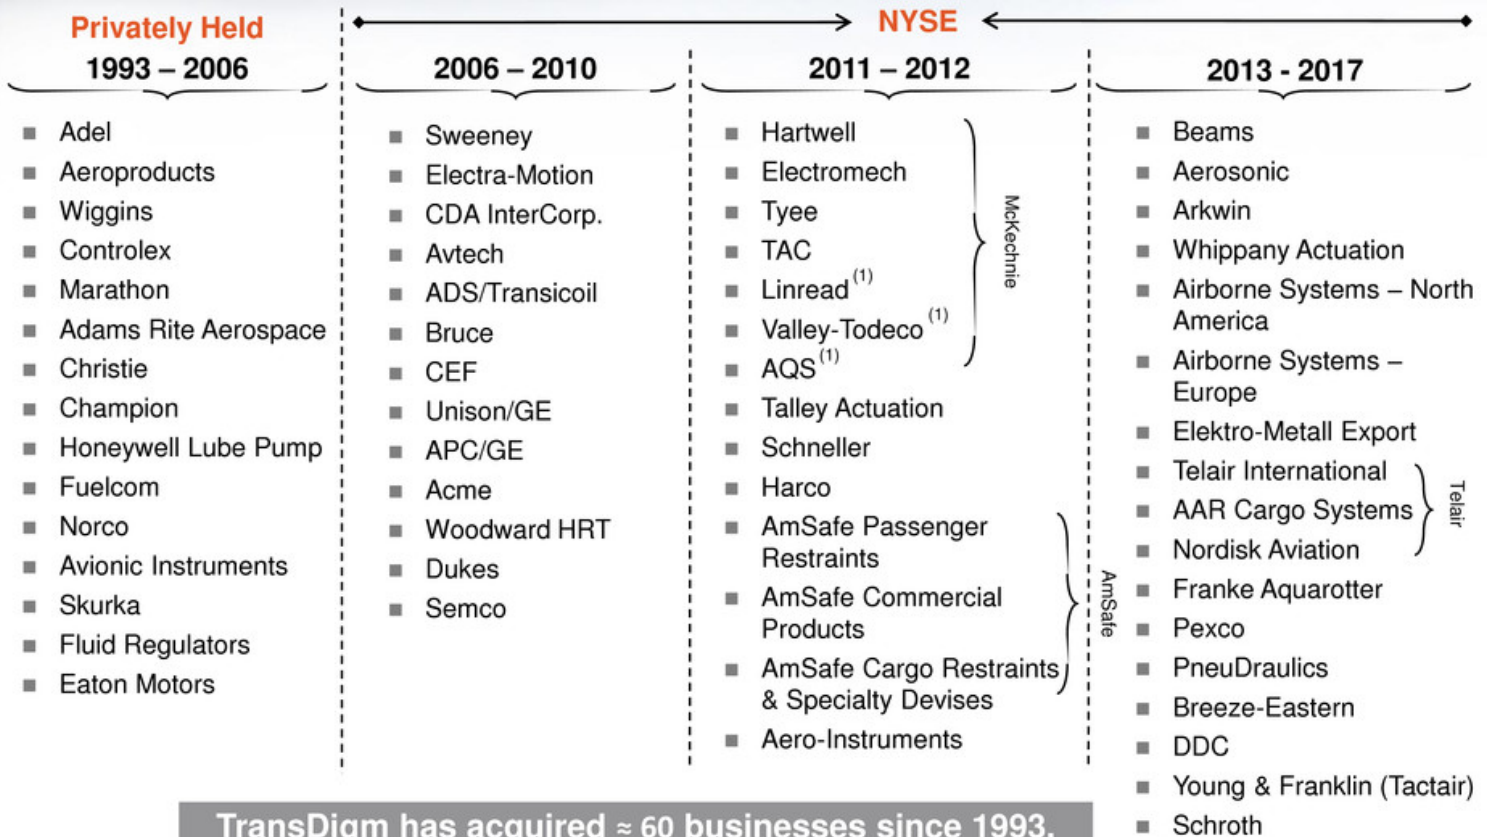 Privately Held
NYSE
1993 – 2006
2006 – 2010
2011 – 2012
2013 - 2017
Adel
Aeroproducts
Wiggins
Controlex
Marathon
Adams Rite Aerospace
Christie
Champion
Honeywell Lube Pump
Fuelcom
Norco
Avionic Instruments
Skurka
Fluid Regulators
Eaton Motors
Sweeney
Electra-Motion
CDA InterCorp.
Avtech
ADS/Transicoil
Bruce
CEF
Unison/GE
APC/GE
Acme
Woodward HRT
Dukes
Semco
Hartwell
Electromech
Tyee
TAC
Linread (1)
Valley-Todeco (1)
AQS (1)
McKechnie
Talley Actuation
Schneller
Harco
AmSafe Passenger
Restraints
AmSafe Commercial
Products
AmSafe Cargo Restraints
& Specialty Devises
AmSafe
Aero-Instruments
Beams
Aerosonic
Arkwin
Whippany Actuation
Airborne Systems – North
America
Airborne Systems –
Europe
Elektro-Metall Export
Telair International
AAR Cargo Systems
Nordisk Aviation
Telair
Franke Aquarotter
Pexco
PneuDraulics
Breeze-Eastern
DDC
Young & Franklin (Tactair)
Schroth
TransDigm has acquired ≈ 60 businesses since 1993.